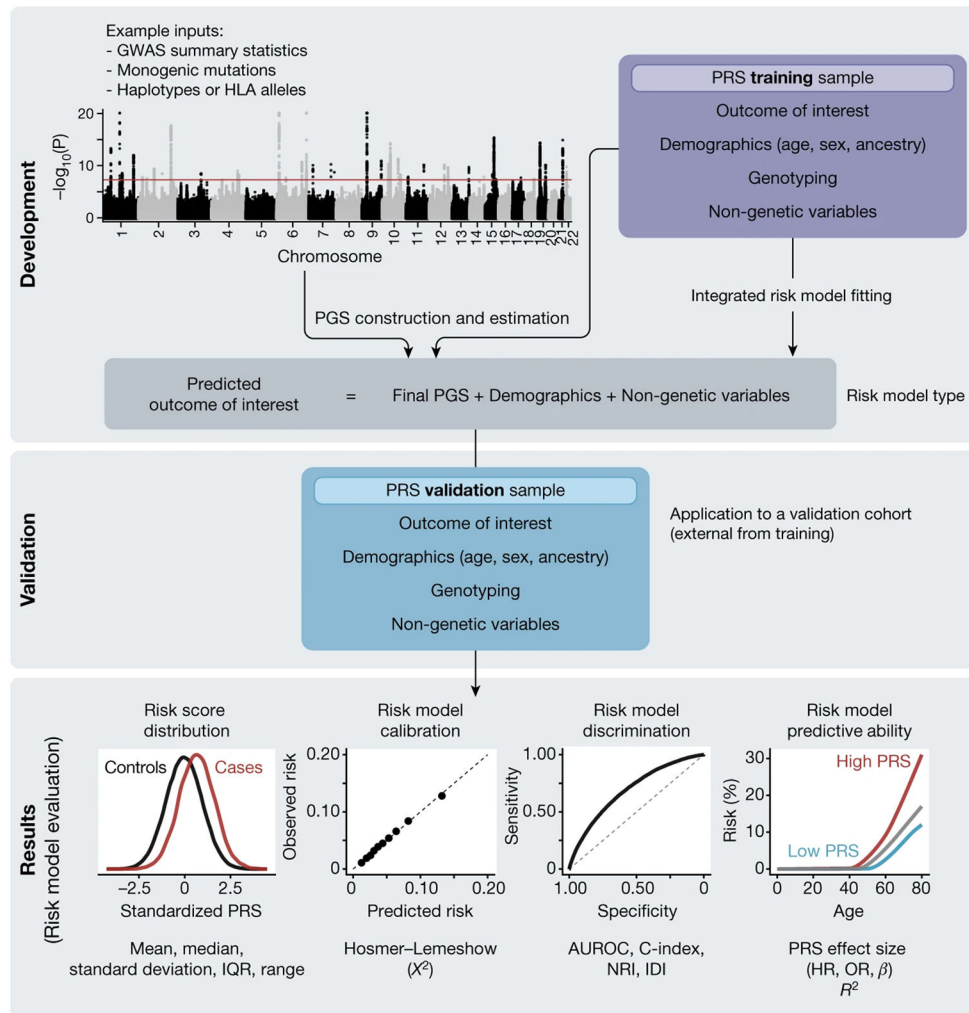 Example inputs:
- GWAS summary statistics
- Monogenic mutations
- Haplotypes or HLA alleles
20
10
0
–log10(P)
1
2
3
4
5
6
7
8
9
10
11
12
13
14
15
16
17
18
19
20
21
22
Chromosome
Development
PRS training sample
Outcome of interest
Demographics (age, sex, ancestry)
Genotyping
Non-genetic variables
Integrated risk model fitting
PGS construction and estimation
Predicted
outcome of interest
=
Final PGS + Demographics + Non-genetic variables
Risk model type
Validation
PRS validation sample
Outcome of interest
Demographics (age, sex, ancestry)
Genotyping
Non-genetic variables
Application to a validation cohort
(external from training)
Results
(Risk model evaluation)
Risk score
distribution
Controls
Cases
−2.5
0
2.5
Standardized PRS
Mean, median,
standard deviation, IQR, range
Risk model
calibration
Observed risk
0.20
0.10
0
0
0.10
0.20
Predicted risk
Hosmer–Lemeshow
(X²)
Risk model
discrimination
Sensitivity
1.00
0.50
0
1.00
0.50
0
Specificity
AUROC, C-index,
NRI, IDI
Risk model
predictive ability
Risk (%)
30
20
10
0
High PRS
Low PRS
0
20
40
60
80
Age
PRS effect size
(HR, OR, β)
R²